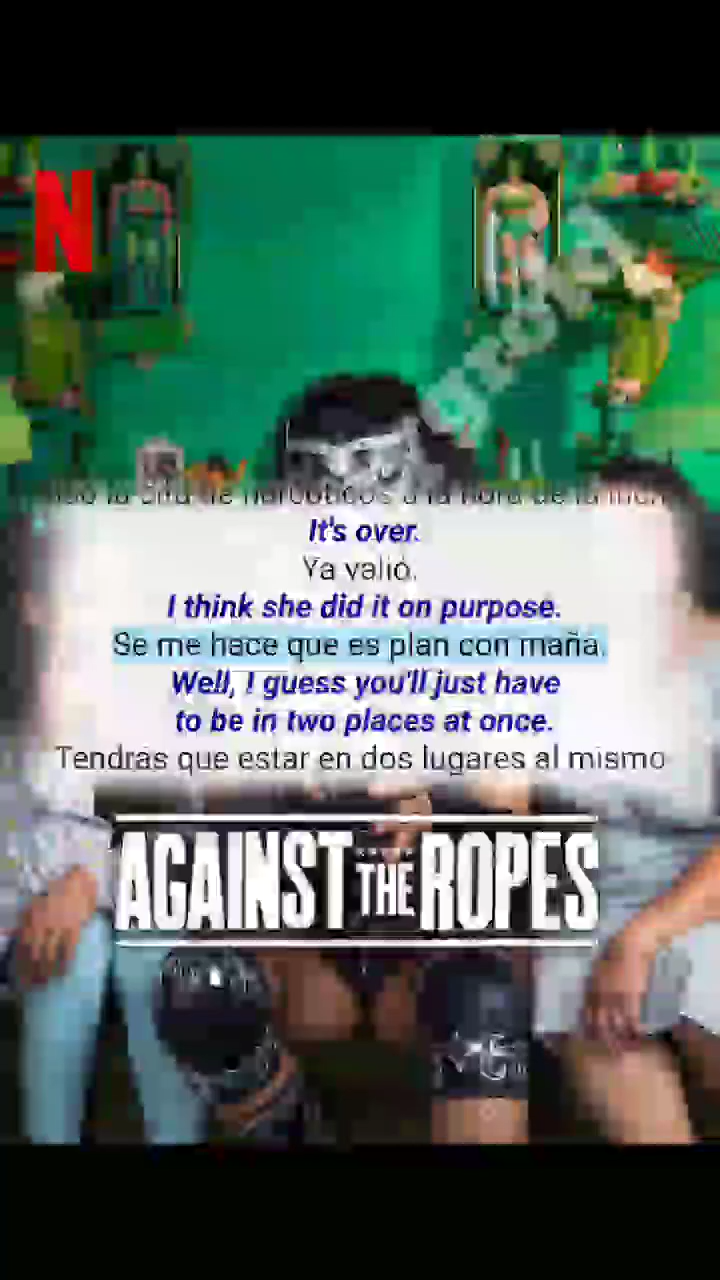 N
It's over.
Ya valió.
I think she did it on purpose.
Se me hace que es plan con maña.
Well, I guess you'll just have
to be in two places at once.
Tendrás que estar en dos lugares al mismo
AGAINST THE ROPES